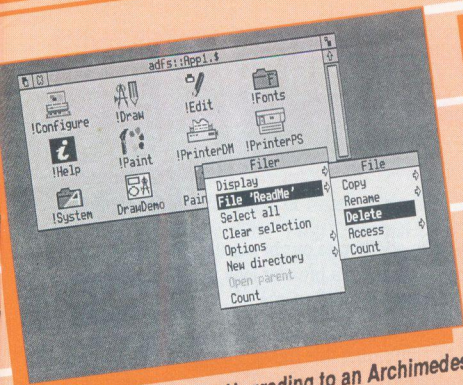 adfs::App1.$
!Configure !Draw !Edit !Fonts
!Help !Paint !PrinterDM !PrinterPS
!System DrawDemo
Filer
Display
File 'ReadMe'
Select all
Clear selection
Options
New directory
Open parent
Count
File
Copy
Rename
Delete
Access
Count
to an Archimedes